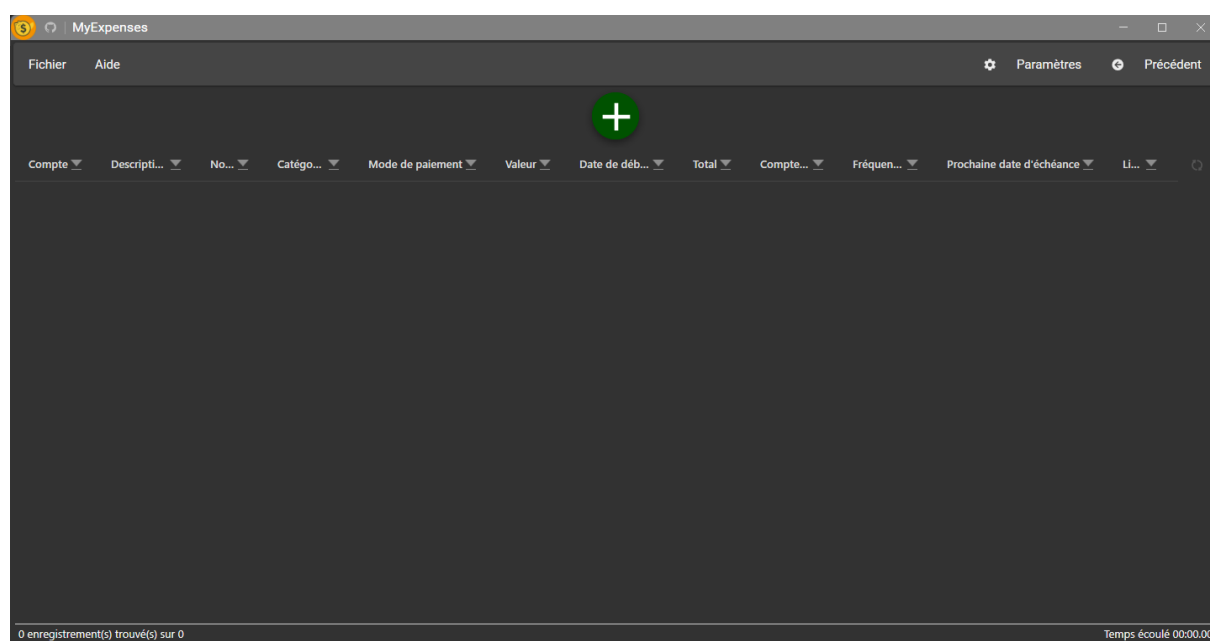 MyExpenses
Fichier Aide Paramètres Précédent
Compte Descripti... No... Catégo... Mode de paiement Valeur Date de déb... Total Compte... Fréquen... Prochaine date d'échéance Li...
0 enregistrement(s) trouvé(s) sur 0 Temps écoulé 00:00.00